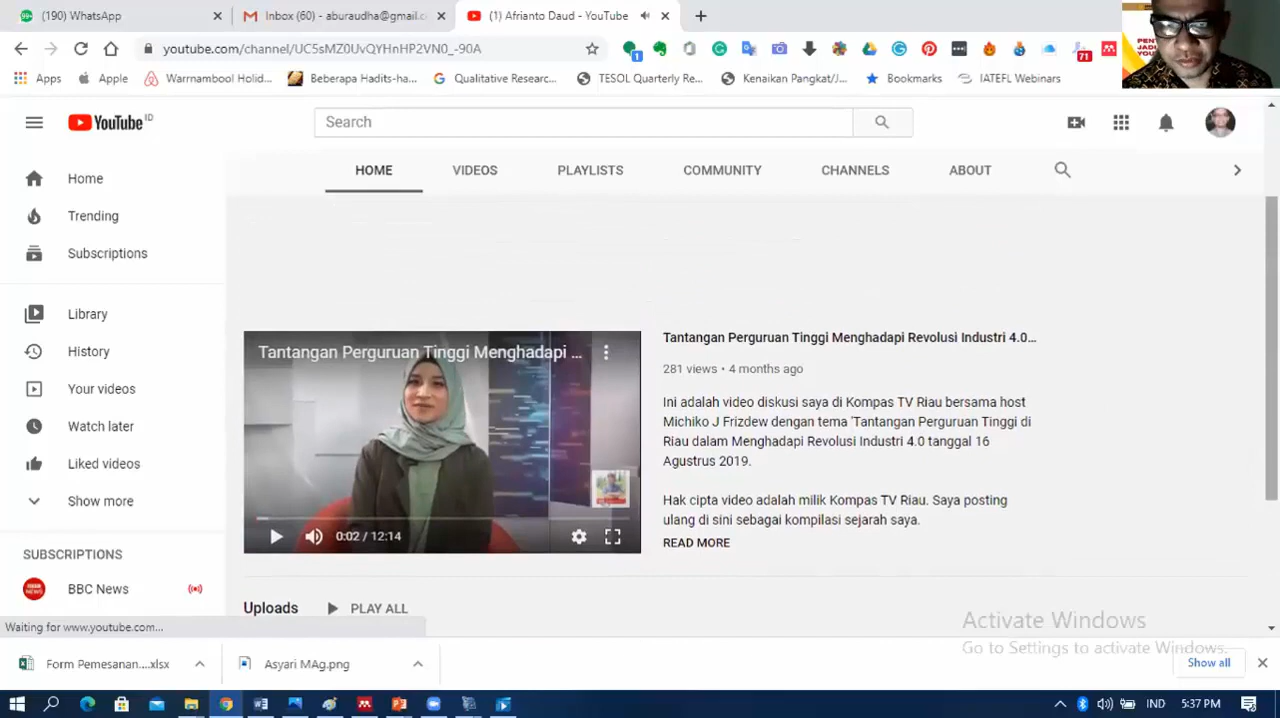 (190) WhatsApp
Inbox (60) - aburaudha@gmail.c
(1) Afrianto Daud - YouTube
youtube.com/channel/UC5sMZ0UvQYHnHP2VN0_-90A
1
71
Apps
Apple
Warrnambool Holid...
Beberapa Hadits-ha...
Qualitative Researc...
TESOL Quarterly Re...
Kenaikan Pangkat/J...
Bookmarks
IATEFL Webinars
YouTube ID
Search
HOME
VIDEOS
PLAYLISTS
COMMUNITY
CHANNELS
ABOUT
Home
Trending
Subscriptions
Library
History
Your videos
Watch later
Liked videos
Show more
SUBSCRIPTIONS
BBC News
Tantangan Perguruan Tinggi Menghadapi ...
0:02 / 12:14
Tantangan Perguruan Tinggi Menghadapi Revolusi Industri 4.0...
281 views • 4 months ago
Ini adalah video diskusi saya di Kompas TV Riau bersama host
Michiko J Frizdew dengan tema 'Tantangan Perguruan Tinggi di
Riau dalam Menghadapi Revolusi Industri 4.0 tanggal 16
Agustrus 2019.
Hak cipta video adalah milik Kompas TV Riau. Saya posting
ulang di sini sebagai kompilasi sejarah saya.
READ MORE
Uploads
PLAY ALL
Waiting for www.youtube.com...
Activate Windows
Go to Settings to activate Windows.
Form Pemesanan....xlsx
Asyari MAg.png
Show all
IND
5:37 PM